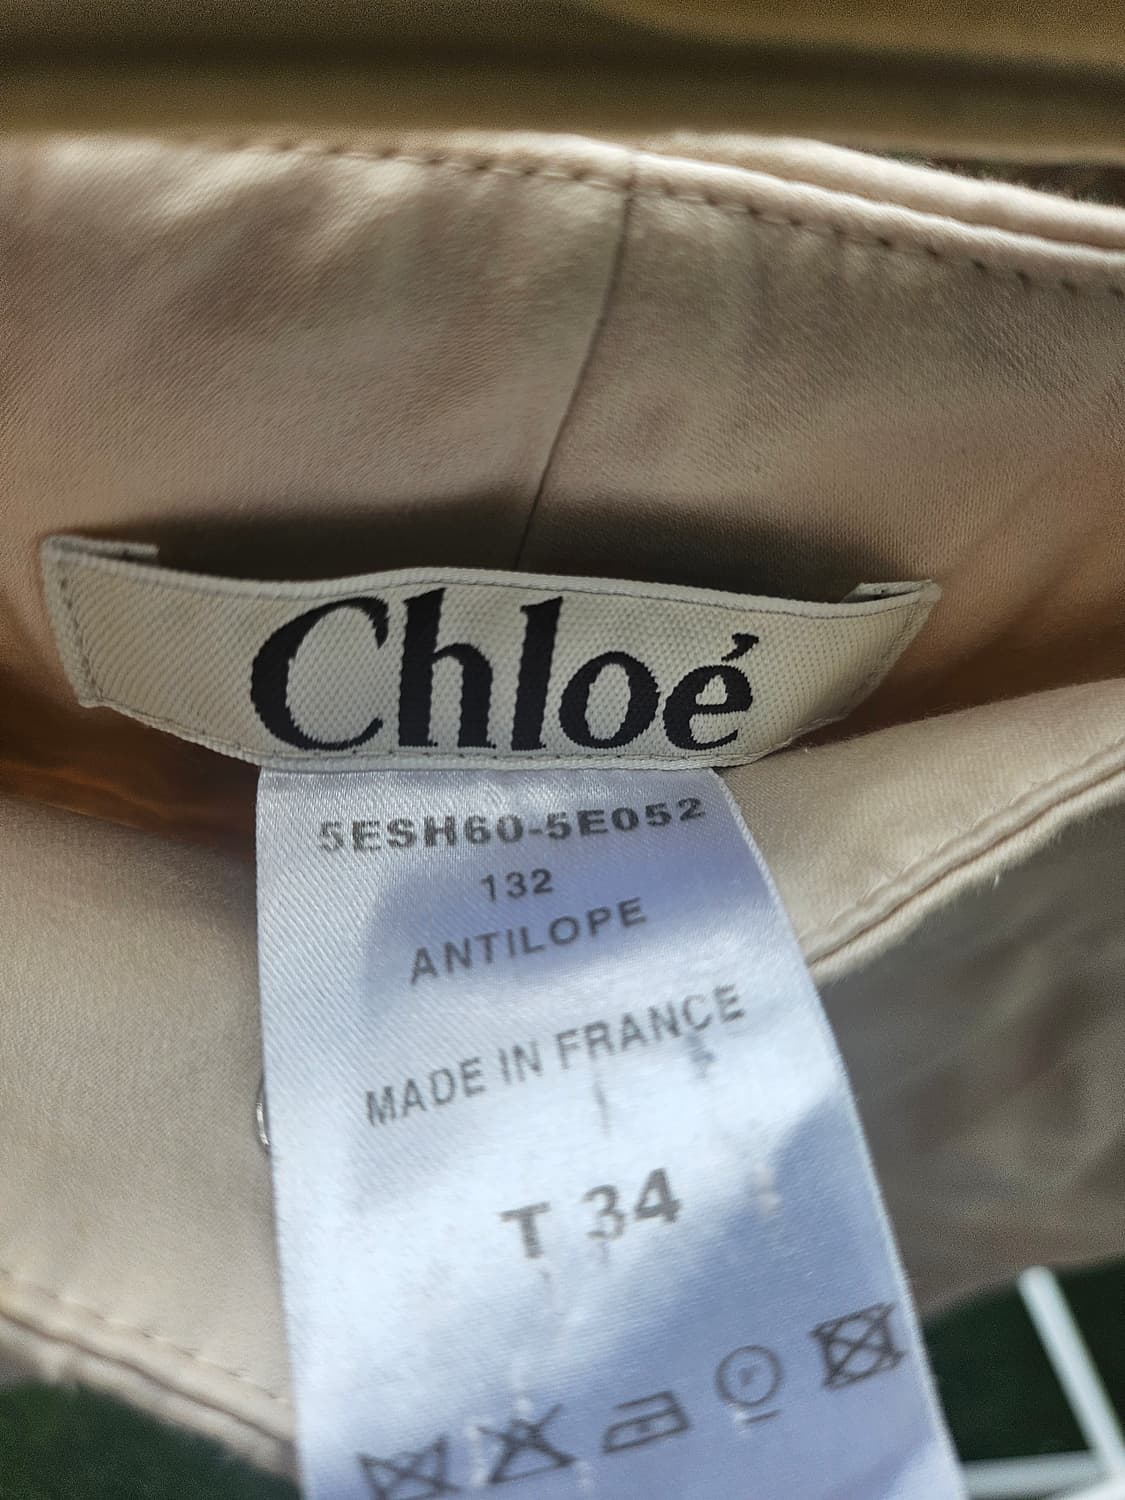 Chloé
5ESH60-5E052
132
ANTILOPE
MADE IN FRANCE
T 34